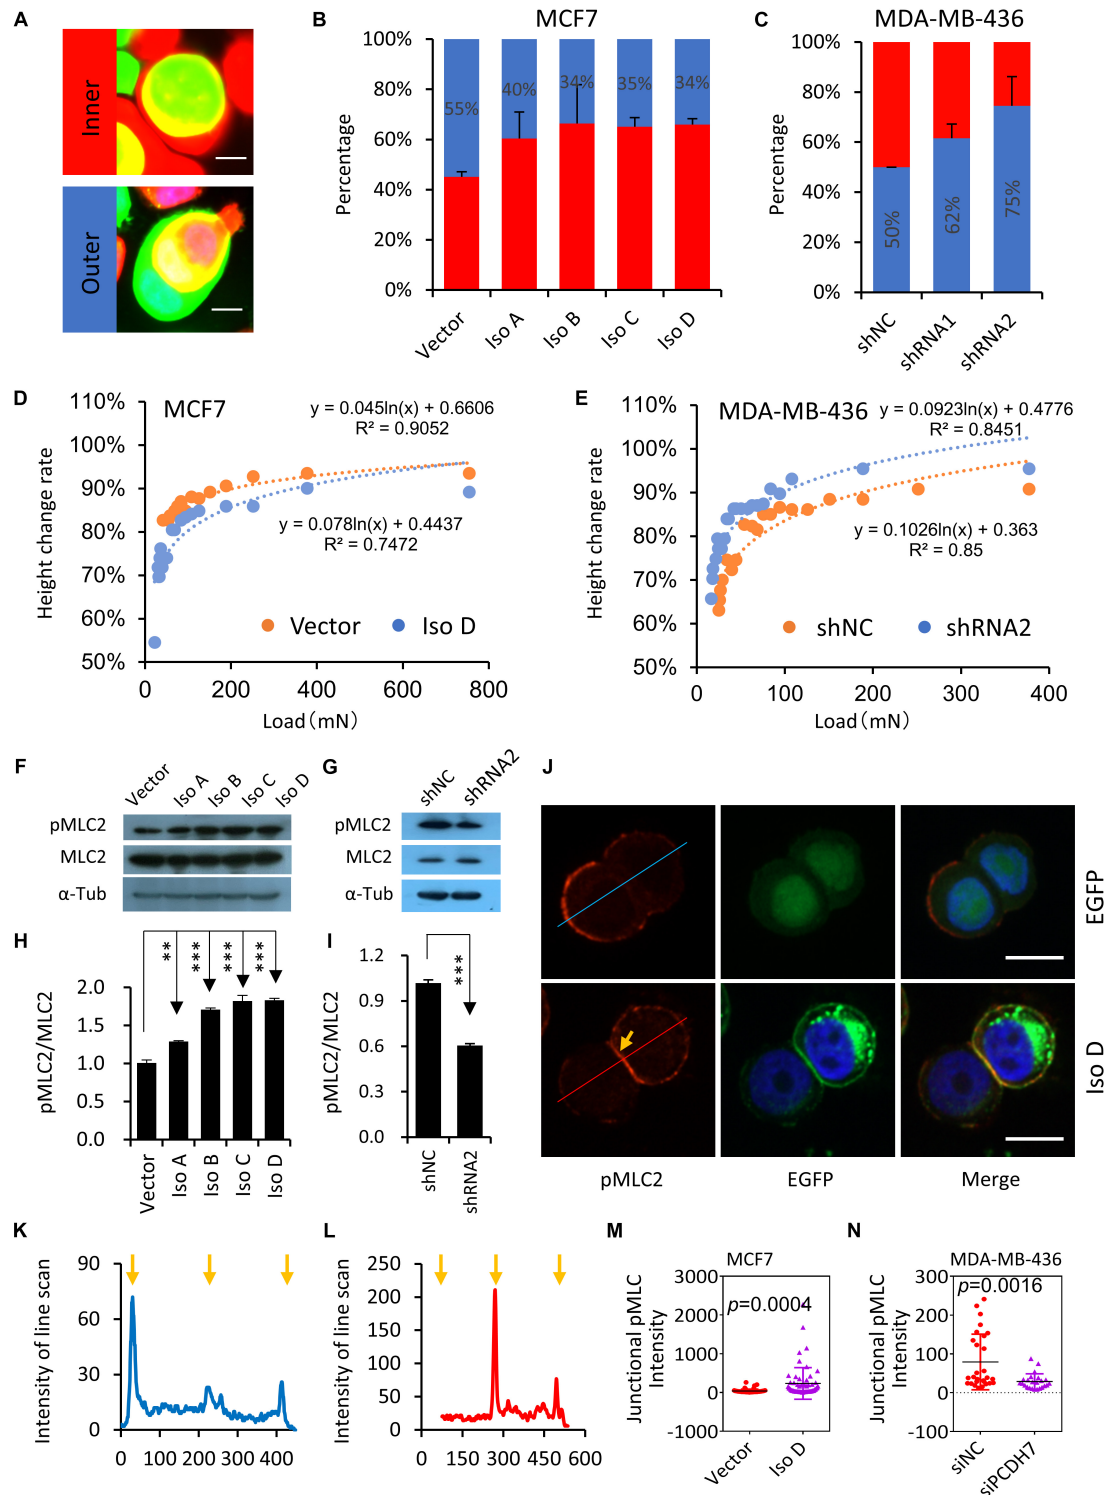 A
Inner
Outer
B
MCF7
Percentage
100%
80%
60%
40%
20%
0%
55%
40%
34%
35%
34%
Vector
Iso A
Iso B
Iso C
Iso D
C
MDA-MB-436
Percentage
100%
80%
60%
40%
20%
0%
50%
62%
75%
shNC
shRNA1
shRNA2
D
MCF7
Height change rate
110%
100%
90%
80%
70%
60%
50%
y = 0.045ln(x) + 0.6606
R² = 0.9052
y = 0.078ln(x) + 0.4437
R² = 0.7472
Vector
Iso D
0 200 400 600 800
Load(mN)
E
MDA-MB-436
Height change rate
110%
100%
90%
80%
70%
60%
50%
y = 0.0923ln(x) + 0.4776
R² = 0.8451
y = 0.1026ln(x) + 0.363
R² = 0.85
shNC
shRNA2
0 100 200 300 400
Load(mN)
F
Vector
Iso A
Iso B
Iso C
Iso D
pMLC2
MLC2
α-Tub
G
shNC
shRNA2
pMLC2
MLC2
α-Tub
H
pMLC2/MLC2
**
***
***
***
2.0
1.5
1.0
0.5
0.0
Vector
Iso A
Iso B
Iso C
Iso D
I
pMLC2/MLC2
***
1.2
0.9
0.6
0.3
0.0
shNC
shRNA2
J
EGFP
Iso D
pMLC2
EGFP
Merge
K
Intensity of line scan
90
60
30
0
0 100 200 300 400
L
Intensity of line scan
250
200
150
100
50
0
0 150 300 450 600
M
MCF7
Junctional pMLC
Intensity
p=0.0004
3000
2000
1000
0
-1000
Vector
Iso D
N
MDA-MB-436
Junctional pMLC
Intensity
p=0.0016
300
200
100
0
-100
siNC
siPCDH7